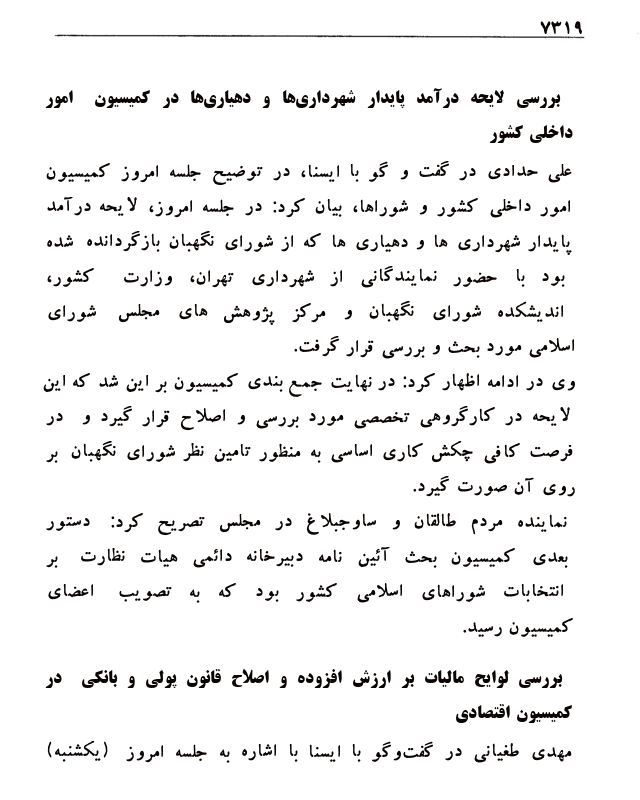 ۷۳۱۹
بررسی لایحه درآمد پایدار شهرداری‌ها و دهیاری‌ها در کمیسیون امور
داخلی کشور
علی حدادی در گفت و گو با ایسنا، در توضیح جلسه امروز کمیسیون
امور داخلی کشور و شوراها، بیان کرد: در جلسه امروز، لایحه درآمد
پایدار شهرداری ها و دهیاری ها که از شورای نگهبان بازگردانده شده
بود با حضور نمایندگانی از شهرداری تهران، وزارت کشور،
اندیشکده شورای نگهبان و مرکز پژوهش های مجلس شورای
اسلامی مورد بحث و بررسی قرار گرفت.
وی در ادامه اظهار کرد: در نهایت جمع بندی کمیسیون بر این شد که این
لایحه در کارگروهی تخصصی مورد بررسی و اصلاح قرار گیرد و در
فرصت کافی چکش کاری اساسی به منظور تامین نظر شورای نگهبان بر
روی آن صورت گیرد.
نماینده مردم طالقان و ساوجبلاغ در مجلس تصریح کرد: دستور
بعدی کمیسیون بحث آئین نامه دبیرخانه دائمی هیات نظارت بر
انتخابات شوراهای اسلامی کشور بود که به تصویب اعضای
کمیسیون رسید.
بررسی لوایح مالیات بر ارزش افزوده و اصلاح قانون پولی و بانکی در
کمیسیون اقتصادی
مهدی طغیانی در گفت‌وگو با ایسنا با اشاره به جلسه امروز (یکشنبه)